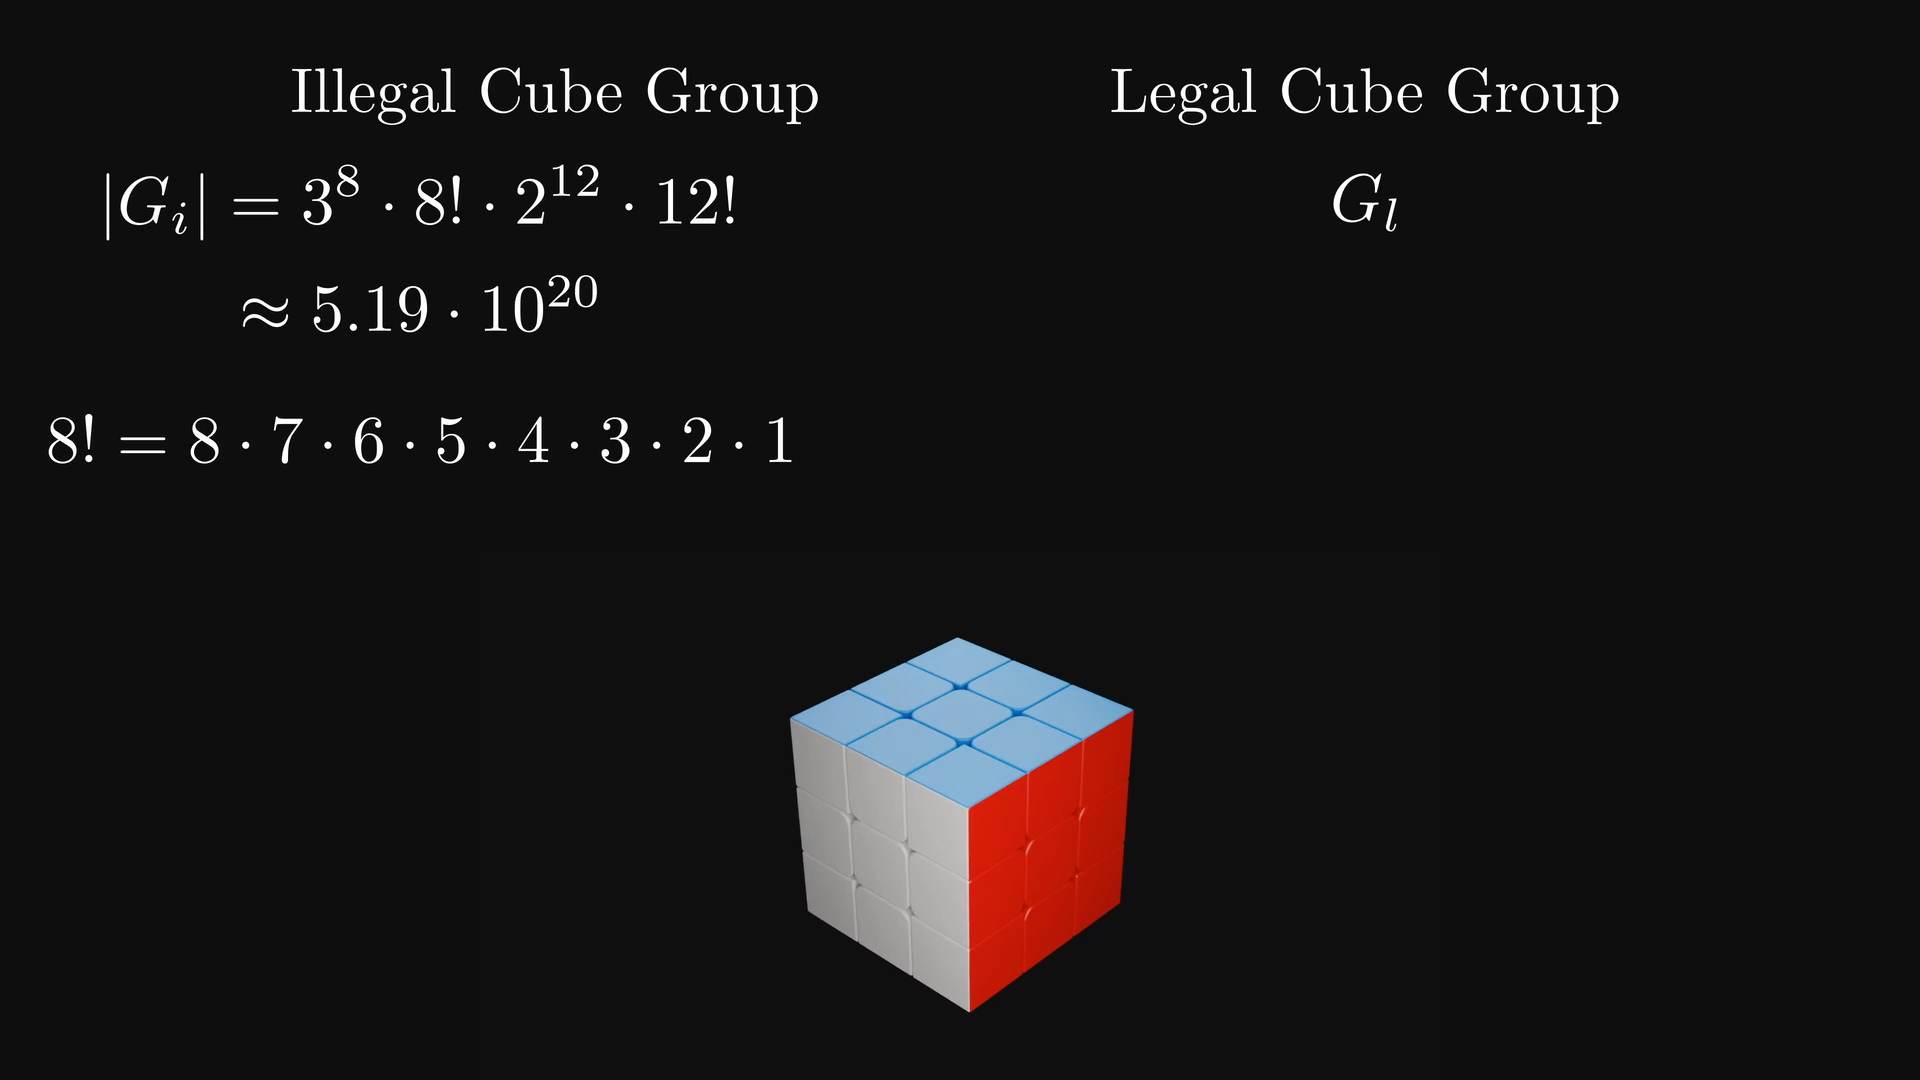 Illegal Cube Group
|G_i| = 3^8 · 8! · 2^{12} · 12!
≈ 5.19 · 10^{20}
8! = 8 · 7 · 6 · 5 · 4 · 3 · 2 · 1
Legal Cube Group
G_l